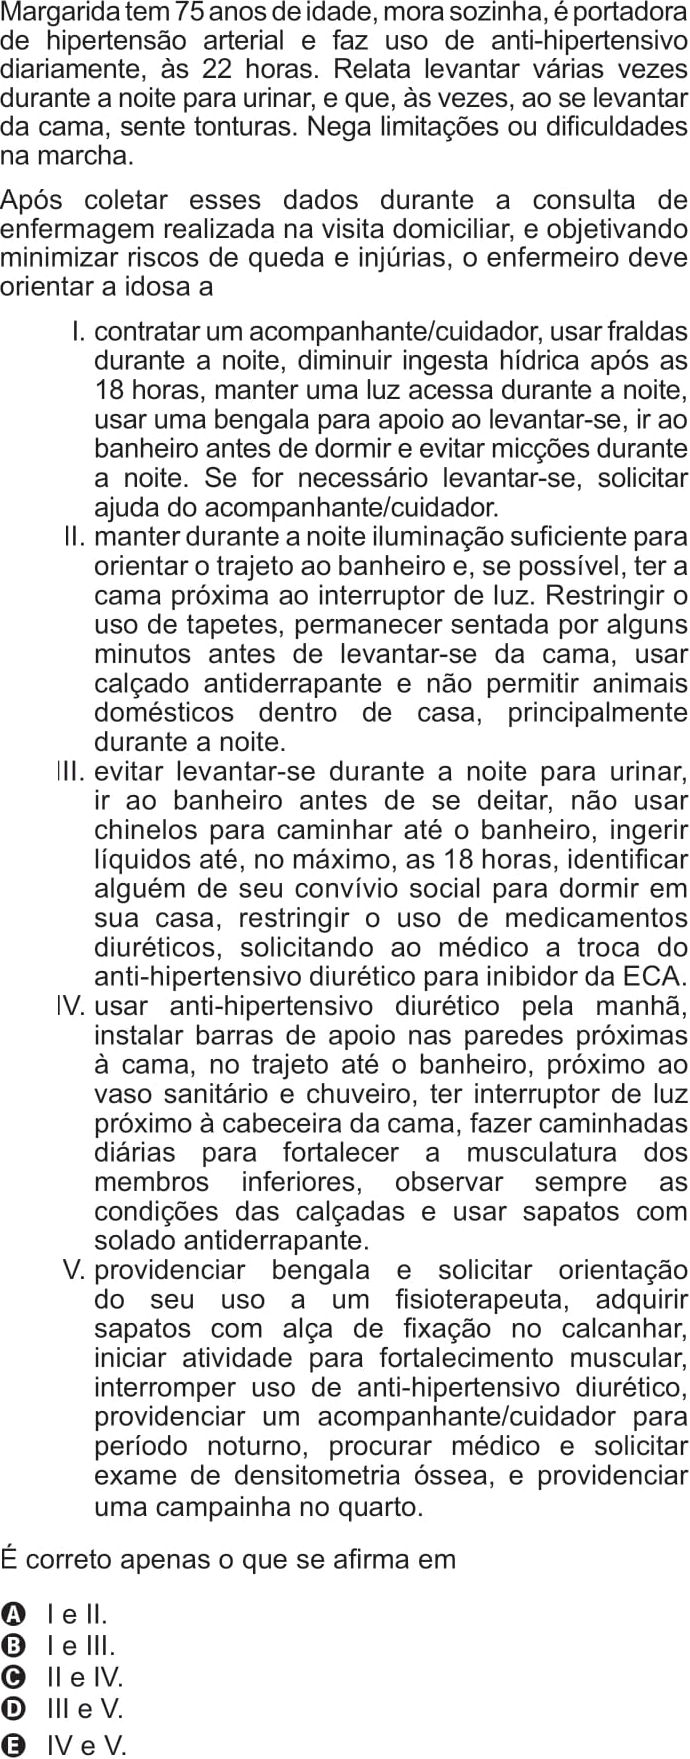 Margarida tem 75 anos de idade, mora sozinha, é portadora
de hipertensão arterial e faz uso de anti-hipertensivo
diariamente, às 22 horas. Relata levantar várias vezes
durante a noite para urinar, e que, às vezes, ao se levantar
da cama, sente tonturas. Nega limitações ou dificuldades
na marcha.
Após coletar esses dados durante a consulta de
enfermagem realizada na visita domiciliar, e objetivando
minimizar riscos de queda e injúrias, o enfermeiro deve
orientar a idosa a
I. contratar um acompanhante/cuidador, usar fraldas
durante a noite, diminuir ingesta hídrica após as
18 horas, manter uma luz acessa durante a noite,
usar uma bengala para apoio ao levantar-se, ir ao
banheiro antes de dormir e evitar micções durante
a noite. Se for necessário levantar-se, solicitar
ajuda do acompanhante/cuidador.
II. manter durante a noite iluminação suficiente para
orientar o trajeto ao banheiro e, se possível, ter a
cama próxima ao interruptor de luz. Restringir o
uso de tapetes, permanecer sentada por alguns
minutos antes de levantar-se da cama, usar
calçado antiderrapante e não permitir animais
domésticos dentro de casa, principalmente
durante a noite.
III. evitar levantar-se durante a noite para urinar,
ir ao banheiro antes de se deitar, não usar
chinelos para caminhar até o banheiro, ingerir
líquidos até, no máximo, as 18 horas, identificar
alguém de seu convívio social para dormir em
sua casa, restringir o uso de medicamentos
diuréticos, solicitando ao médico a troca do
anti-hipertensivo diurético para inibidor da ECA.
IV. usar anti-hipertensivo diurético pela manhã,
instalar barras de apoio nas paredes próximas
à cama, no trajeto até o banheiro, próximo ao
vaso sanitário e chuveiro, ter interruptor de luz
próximo à cabeceira da cama, fazer caminhadas
diárias para fortalecer a musculatura dos
membros inferiores, observar sempre as
condições das calçadas e usar sapatos com
solado antiderrapante.
V. providenciar bengala e solicitar orientação
do seu uso a um fisioterapeuta, adquirir
sapatos com alça de fixação no calcanhar,
iniciar atividade para fortalecimento muscular,
interromper uso de anti-hipertensivo diurético,
providenciar um acompanhante/cuidador para
período noturno, procurar médico e solicitar
exame de densitometria óssea, e providenciar
uma campainha no quarto.
É correto apenas o que se afirma em
A I e II.
B I e III.
C II e IV.
D III e V.
E IV e V.